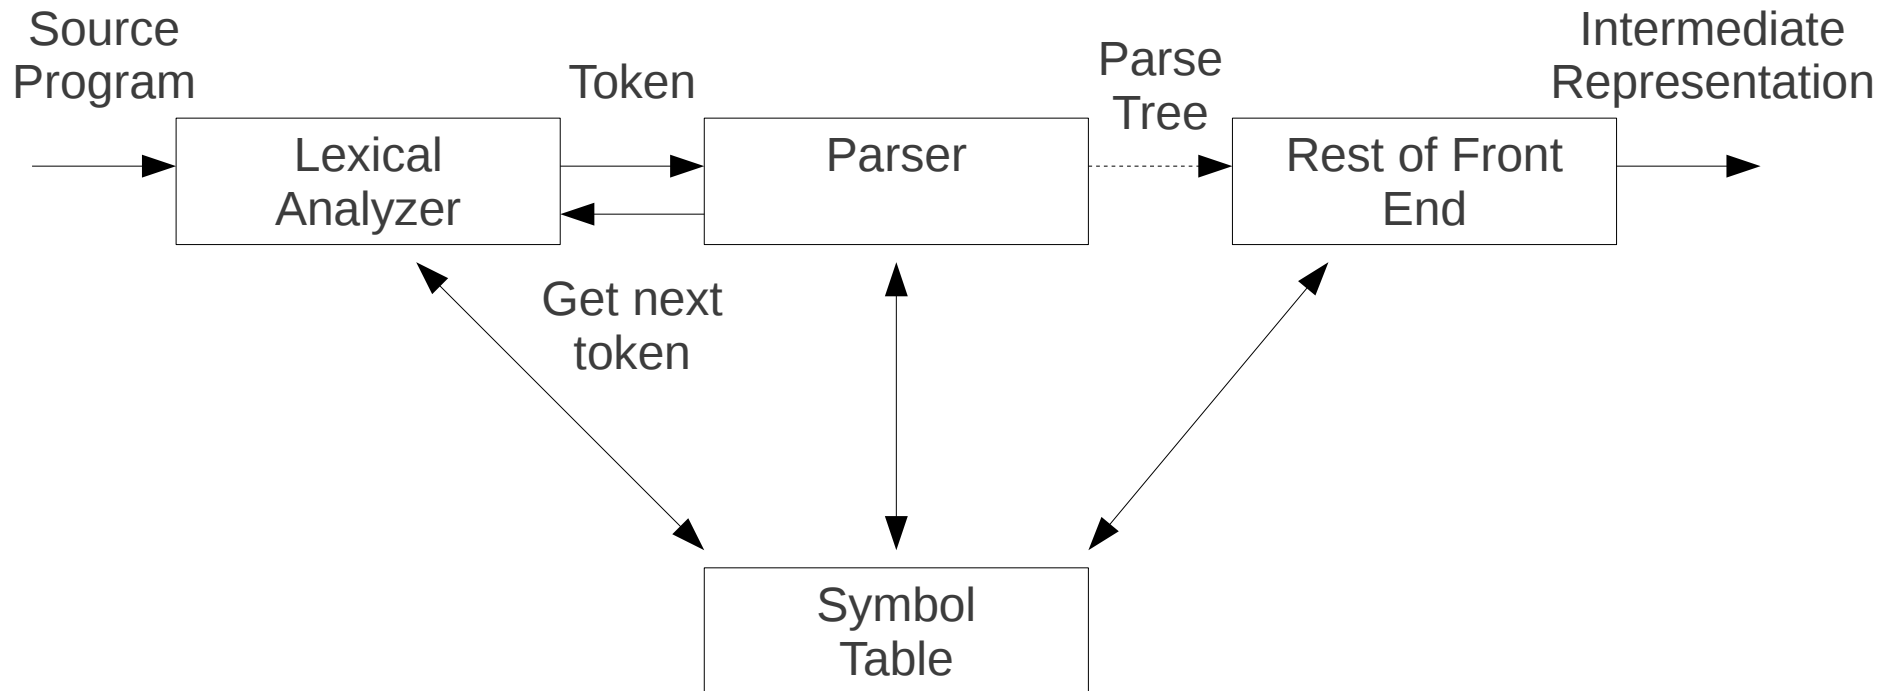 Source
Program
Token
Parse
Tree
Intermediate
Representation
Lexical
Analyzer
Parser
Rest of Front
End
Get next
token
Symbol
Table